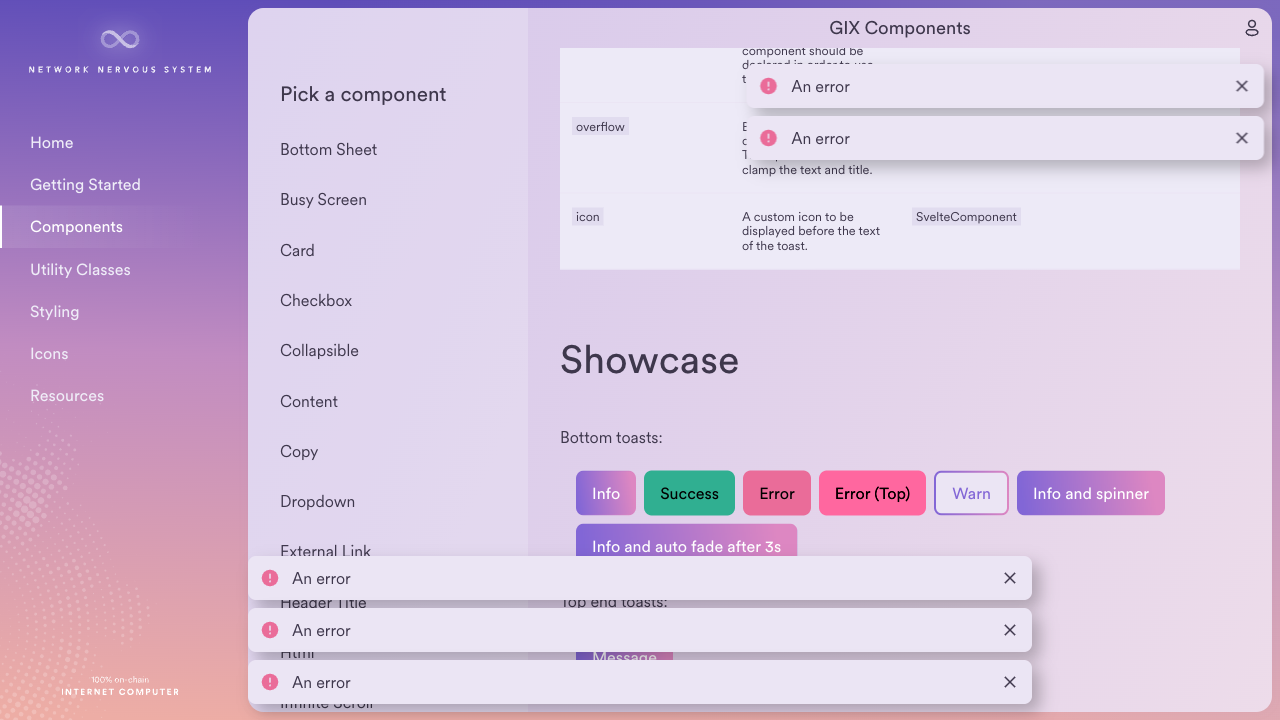 NETWORK NERVOUS SYSTEM
Home
Getting Started
Components
Utility Classes
Styling
Icons
Resources
100% on-chain
INTERNET COMPUTER
Pick a component
Bottom Sheet
Busy Screen
Card
Checkbox
Collapsible
Content
Copy
Dropdown
External Link
Header Title
Html
Infinite Scroll
GIX Components
component should be
declared in order to use
An error
An error
overflow
clamp the text and title.
icon
A custom icon to be
displayed before the text
of the toast.
SvelteComponent
Showcase
Bottom toasts:
Info
Success
Error
Error (Top)
Warn
Info and spinner
Info and auto fade after 3s
Top end toasts:
Message
An error
An error
An error